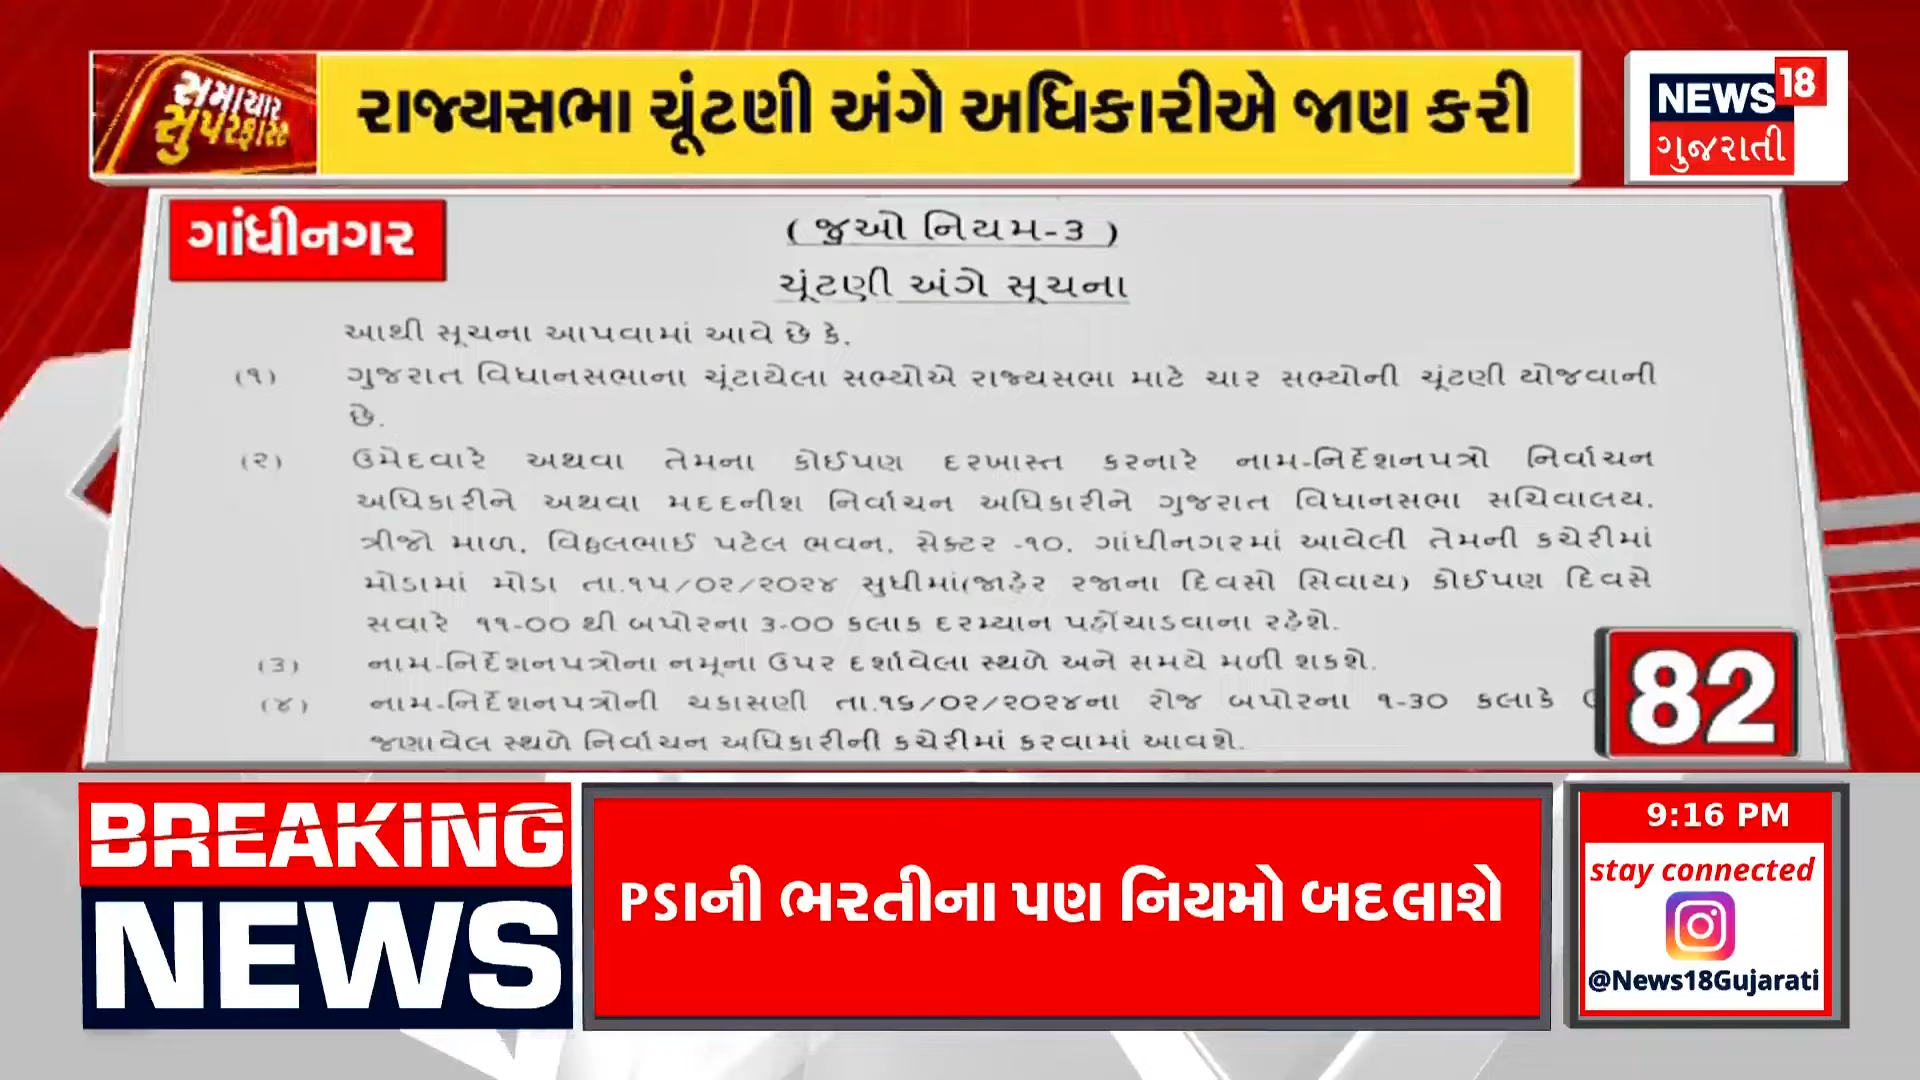 સમાચાર
સુપરફાસ્ટ
રાજ્યસભા ચૂંટણી અંગે અધિકારીએ જાણ કરી
NEWS 18
ગુજરાતી
ગાંધીનગર
( જુઓ નિયમ-૩ )
ચૂંટણી અંગે સૂચના
આથી સૂચના આપવામાં આવે છે કે,
(૧) ગુજરાત વિધાનસભાના ચૂંટાયેલા સભ્યોએ રાજ્યસભા માટે ચાર સભ્યોની ચૂંટણી યોજવાની
છે.
(૨) ઉમેદવારે અથવા તેમના કોઈપણ દરખાસ્ત કરનારે નામ-નિર્દેશનપત્રો નિર્વાચન
અધિકારીને અથવા મદદનીશ નિર્વાચન અધિકારીને ગુજરાત વિધાનસભા સચિવાલય,
ત્રીજો માળ, વિઠ્ઠલભાઈ પટેલ ભવન, સેક્ટર -૧૦, ગાંધીનગરમાં આવેલી તેમની કચેરીમાં
મોડામાં મોડા તા.૧૫/૦૨/૨૦૨૪ સુધીમાં(જાહેર રજાના દિવસો સિવાય) કોઈપણ દિવસે
સવારે ૧૧-૦૦ થી બપોરના ૩-૦૦ કલાક દરમ્યાન પહોંચાડવાના રહેશે.
(૩) નામ-નિર્દેશનપત્રોના નમૂના ઉપર દર્શાવેલા સ્થળે અને સમયે મળી શકશે.
(૪) નામ-નિર્દેશનપત્રોની ચકાસણી તા.૧૬/૦૨/૨૦૨૪ના રોજ બપોરના ૧-૩૦ કલાકે
જણાવેલ સ્થળે નિર્વાચન અધિકારીની કચેરીમાં કરવામાં આવશે.
82
BREAKING
NEWS
PSIની ભરતીના પણ નિયમો બદલાશે
9:16 PM
stay connected
@News18Gujarati